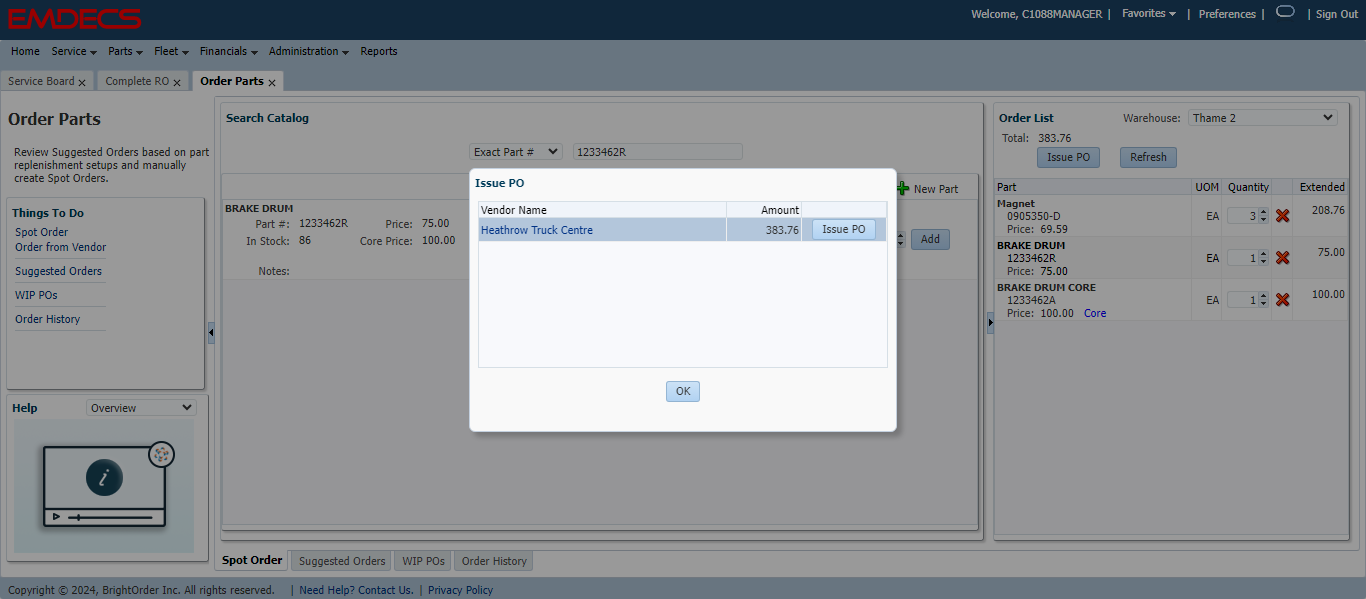 EMDECS
Welcome, C1088MANAGER | Favorites | Preferences | | Sign Out
Home Service Parts Fleet Financials Administration Reports
Service Board x Complete RO x Order Parts x
Order Parts
Review Suggested Orders based on part
replenishment setups and manually
create Spot Orders.
Things To Do
Spot Order
Order from Vendor
Suggested Orders
WIP POs
Order History
Help Overview
i
Search Catalog
Exact Part # 1233462R
New Part
BRAKE DRUM
Part #: 1233462R Price: 75.00
In Stock: 86 Core Price: 100.00
Add
Notes:
Issue PO
Vendor Name Amount
Heathrow Truck Centre 383.76 Issue PO
OK
Order List Warehouse: Thame 2
Total: 383.76
Issue PO Refresh
Part UOM Quantity Extended
Magnet
0905350-D EA 3 208.76
Price: 69.59
BRAKE DRUM
1233462R EA 1 75.00
Price: 75.00
BRAKE DRUM CORE
1233462A EA 1 100.00
Price: 100.00 Core
Spot Order Suggested Orders WIP POs Order History
Copyright © 2024, BrightOrder Inc. All rights reserved. | Need Help? Contact Us. | Privacy Policy